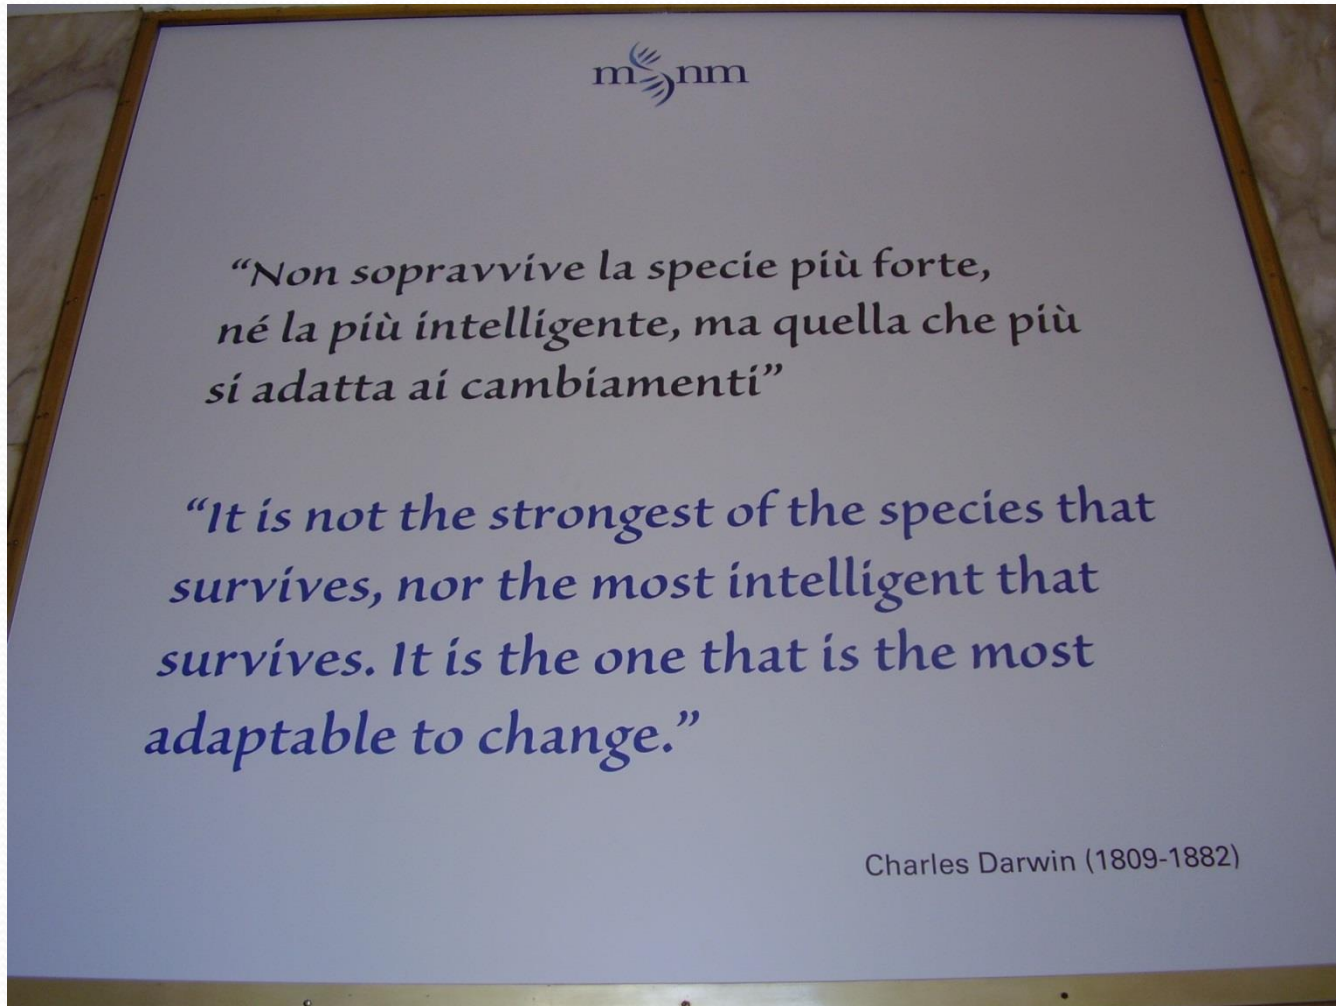 msnm
“Non sopravvive la specie più forte,
né la più intelligente, ma quella che più
si adatta ai cambiamenti”
“It is not the strongest of the species that
survives, nor the most intelligent that
survives. It is the one that is the most
adaptable to change.”
Charles Darwin (1809-1882)